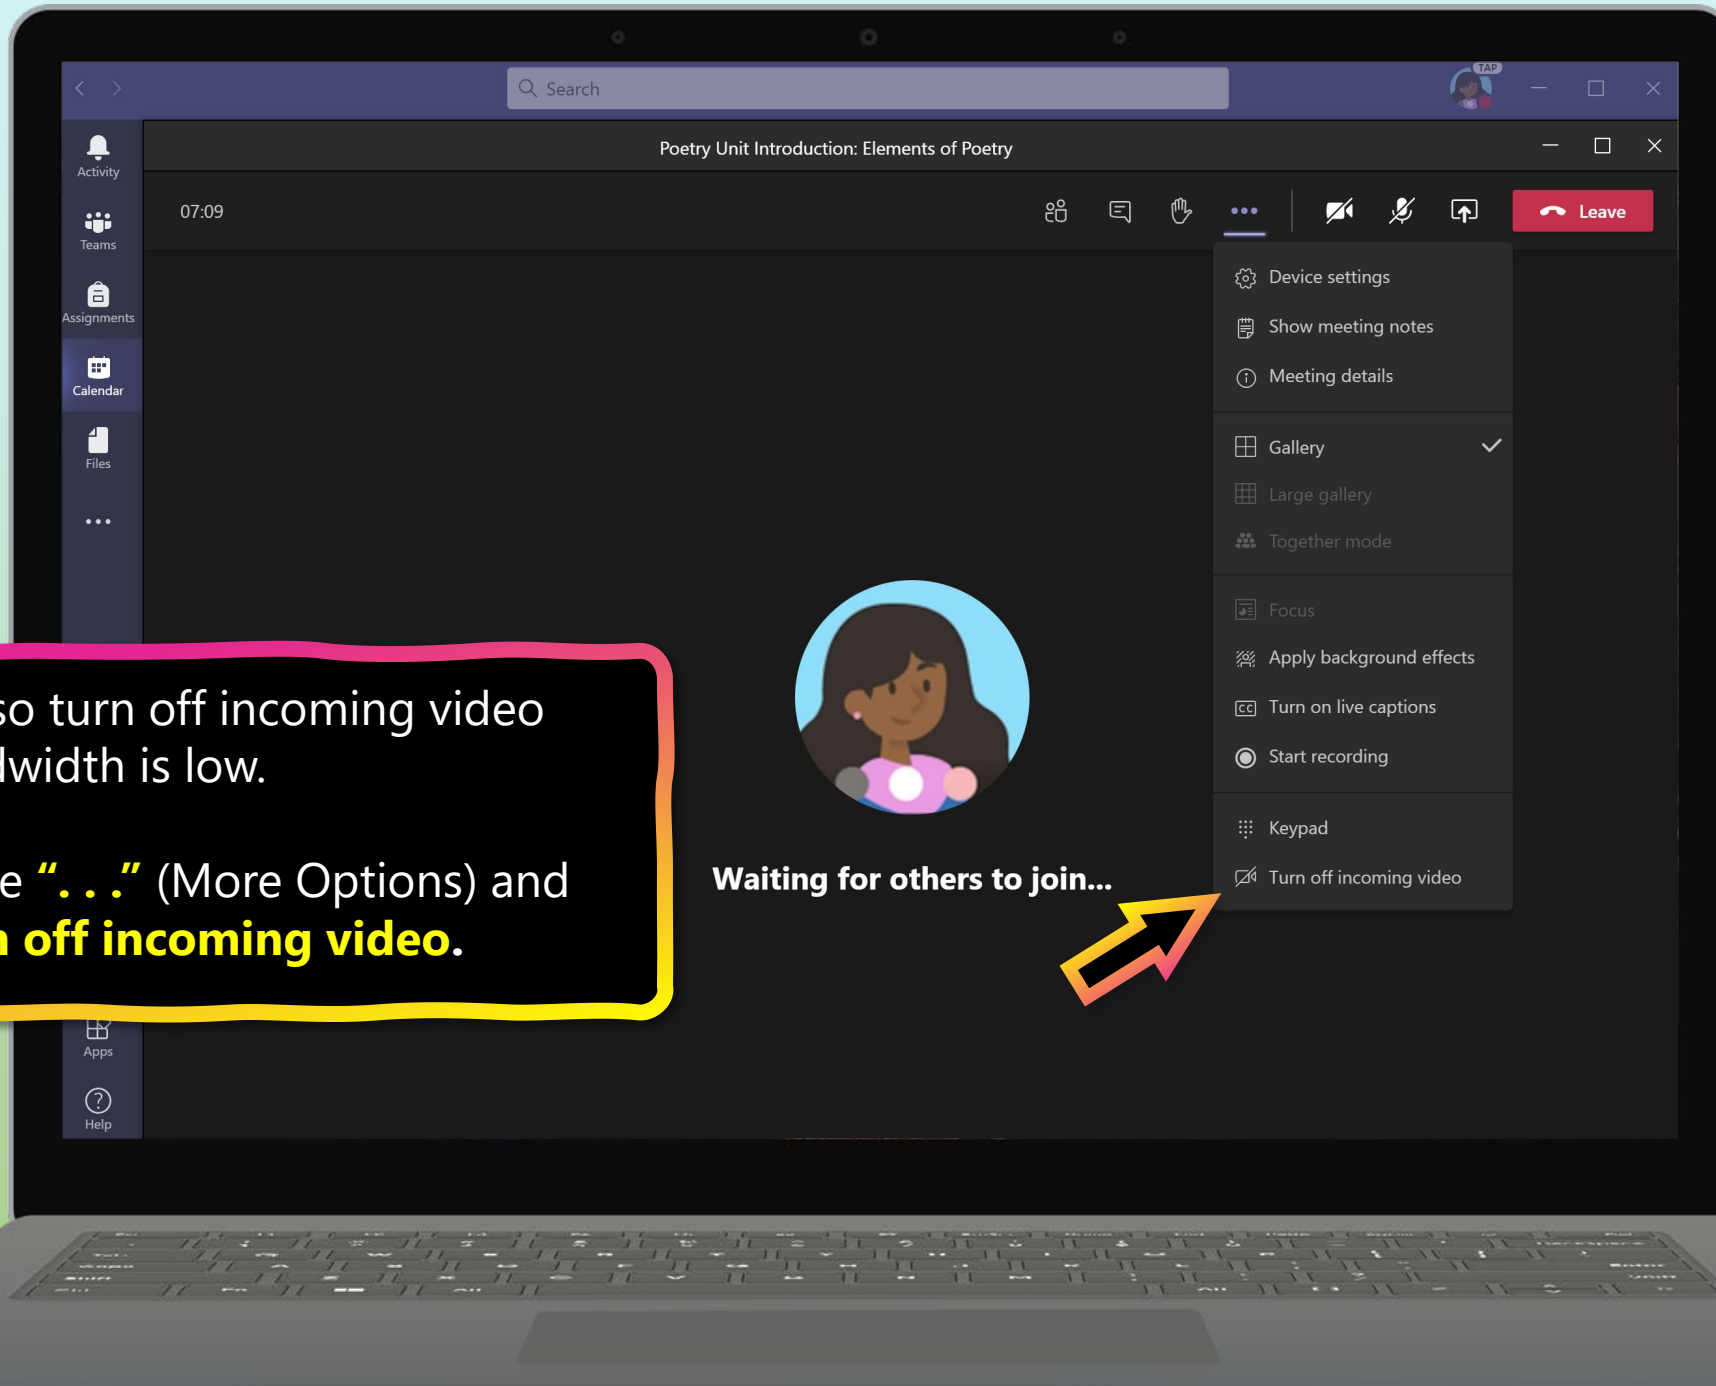 Search
TAP
Activity
Teams
Assignments
Calendar
Files
Apps
Help
Poetry Unit Introduction: Elements of Poetry
07:09
Leave
Device settings
Show meeting notes
Meeting details
Gallery
Large gallery
Together mode
Focus
Apply background effects
Turn on live captions
Start recording
Keypad
Turn off incoming video
Waiting for others to join...
so turn off incoming video
width is low.
“. . .” (More Options) and
off incoming video.